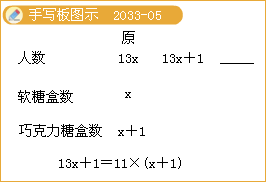 手写板图示 2033-05
原
人数 13x 13x+1 ____
软糖盒数 x
巧克力糖盒数 x+1
13x+1=11×(x+1)